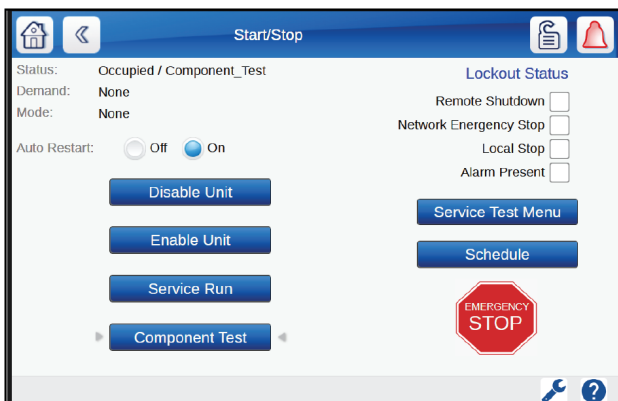 Start/Stop
Status: Occupied / Component_Test
Demand: None
Mode: None
Auto Restart: Off On
Disable Unit
Enable Unit
Service Run
Component Test
Lockout Status
Remote Shutdown
Network Emergency Stop
Local Stop
Alarm Present
Service Test Menu
Schedule
EMERGENCY
STOP
?